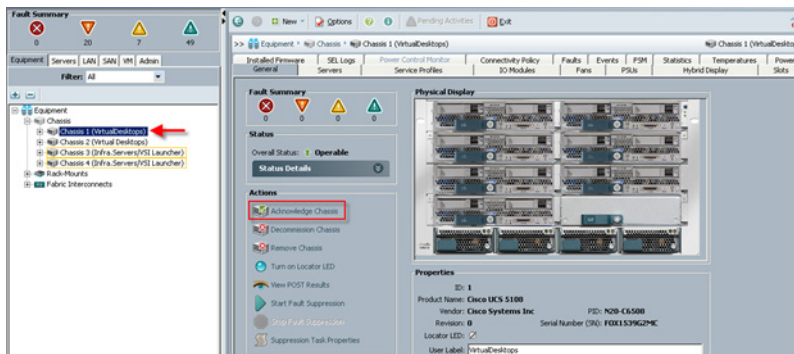 Fault Summary
0 20 7 49
New Options Pending Activities Exit
>> Equipment Chassis Chassis 1 (VirtualDesktops) Chassis 1 (VirtualDeskto
Equipment Servers LAN SAN VM Admin
Filter: All
Equipment
Chassis
Chassis 1 (VirtualDesktops)
Chassis 2 (Virtual Desktops)
Chassis 3 (Infra.Servers/VSI Launcher)
Chassis 4 (Infra.Servers/VSI Launcher)
Rack-Mounts
Fabric Interconnects
Installed Firmware SEL Logs Power Control Monitor Connectivity Policy Faults Events FSM Statistics Temperatures Power
General Servers Service Profiles IO Modules Fans PSUs Hybrid Display Slots
Fault Summary
0 0 0 0
Status
Overall Status: Operable
Status Details
Actions
Acknowledge Chassis
Decommission Chassis
Remove Chassis
Turn on Locator LED
View POST Results
Start Fault Suppression
Stop Fault Suppression
Suppression Task Properties
Physical Display
Properties
ID: 1
Product Name: Cisco UCS 5108
Vendor: Cisco Systems Inc PID: N20-C6508
Revision: 0 Serial Number (SN): FOX1539G2MC
Locator LED:
User Label: VirtualDesktops